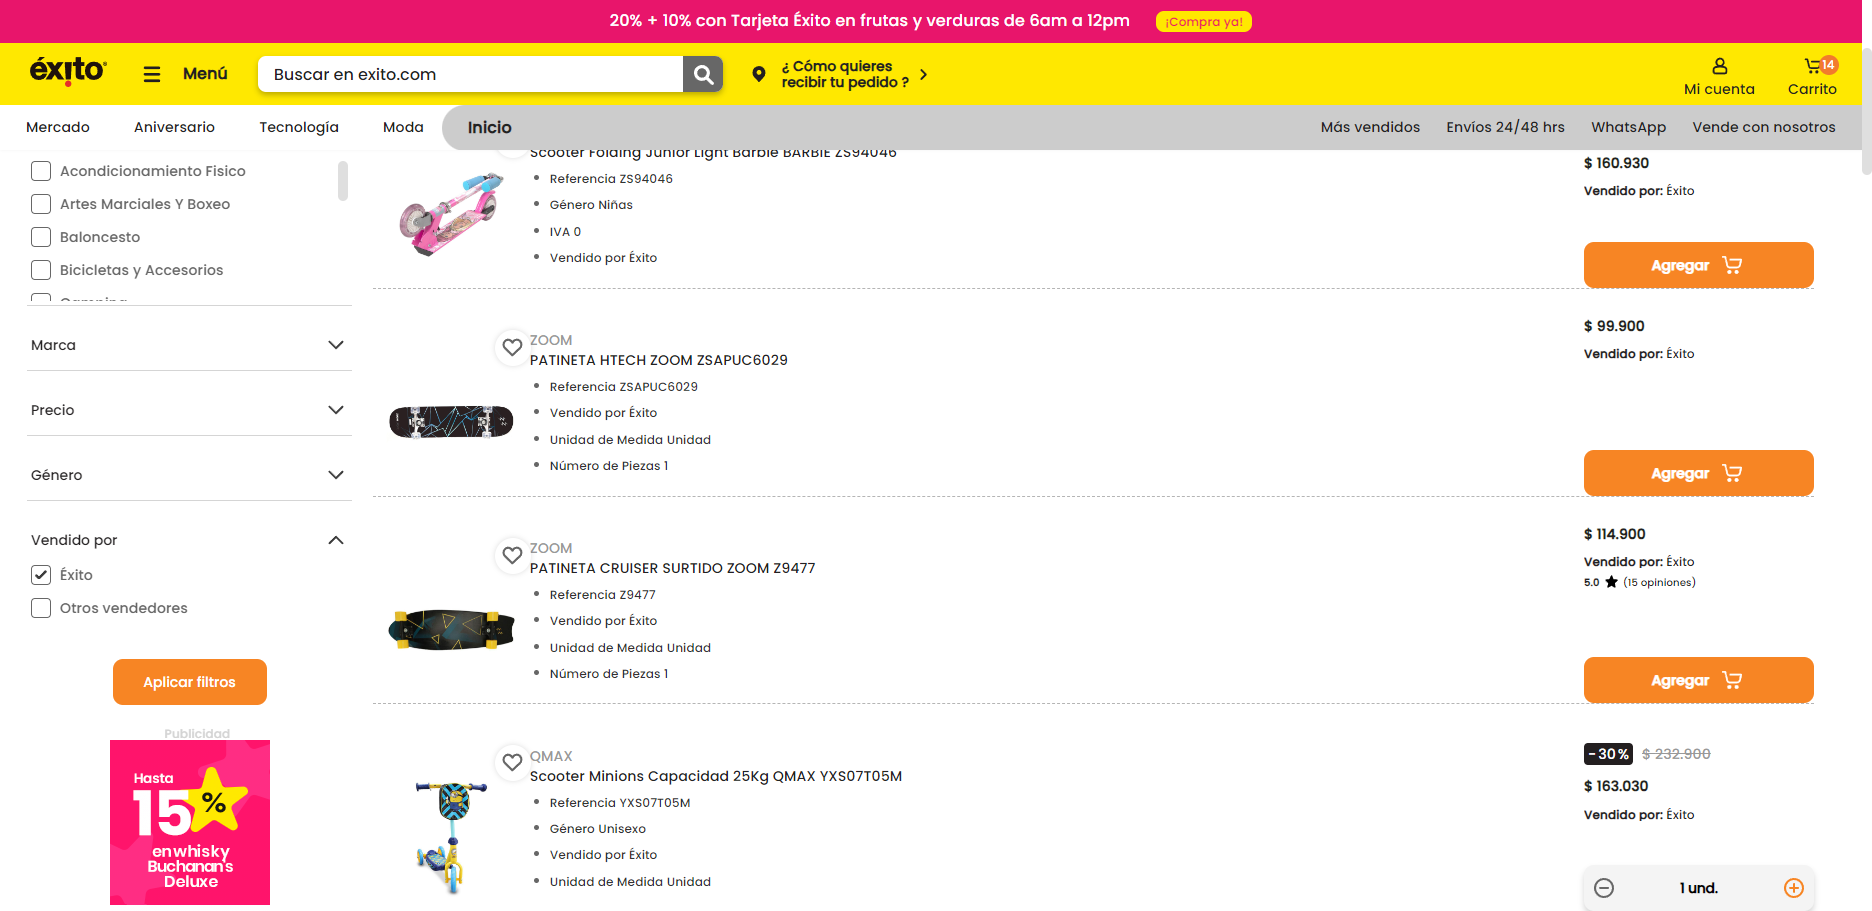 20% + 10% con Tarjeta Éxito en frutas y verduras de 6am a 12pm
¡Compra ya!
éxito
Menú
Buscar en exito.com
¿ Cómo quieres
recibir tu pedido ?
Mi cuenta
14
Carrito
Mercado
Aniversario
Tecnología
Moda
Inicio
Más vendidos
Envíos 24/48 hrs
WhatsApp
Vende con nosotros
Acondicionamiento Fisico
Artes Marciales Y Boxeo
Baloncesto
Bicicletas y Accesorios
Camping
Marca
Precio
Género
Vendido por
Éxito
Otros vendedores
Aplicar filtros
Publicidad
Hasta
15%
en whisky
Buchanan's
Deluxe
Scooter Folding Junior Light Barbie BARBIE ZS94046
Referencia ZS94046
Género Niñas
IVA 0
Vendido por Éxito
$ 160.930
Vendido por: Éxito
Agregar
ZOOM
PATINETA HTECH ZOOM ZSAPUC6029
Referencia ZSAPUC6029
Vendido por Éxito
Unidad de Medida Unidad
Número de Piezas 1
$ 99.900
Vendido por: Éxito
Agregar
ZOOM
PATINETA CRUISER SURTIDO ZOOM Z9477
Referencia Z9477
Vendido por Éxito
Unidad de Medida Unidad
Número de Piezas 1
$ 114.900
Vendido por: Éxito
5.0 ★ (15 opiniones)
Agregar
QMAX
Scooter Minions Capacidad 25Kg QMAX YXS07T05M
Referencia YXS07T05M
Género Unisexo
Vendido por Éxito
Unidad de Medida Unidad
-30% $ 232.900
$ 163.030
Vendido por: Éxito
1 und.